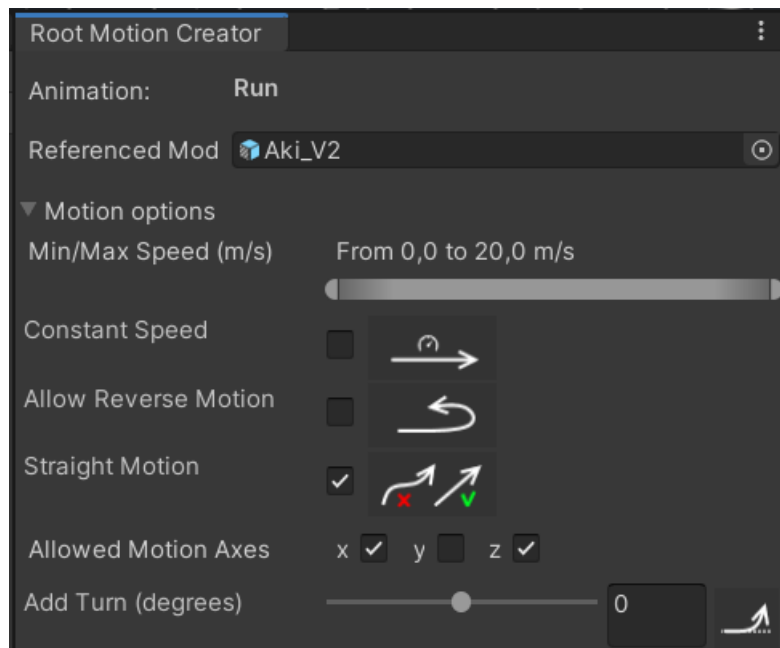 Root Motion Creator
Animation: Run
Referenced Mod Aki_V2
Motion options
Min/Max Speed (m/s) From 0,0 to 20,0 m/s
Constant Speed
Allow Reverse Motion
Straight Motion
Allowed Motion Axes x y z
Add Turn (degrees) 0